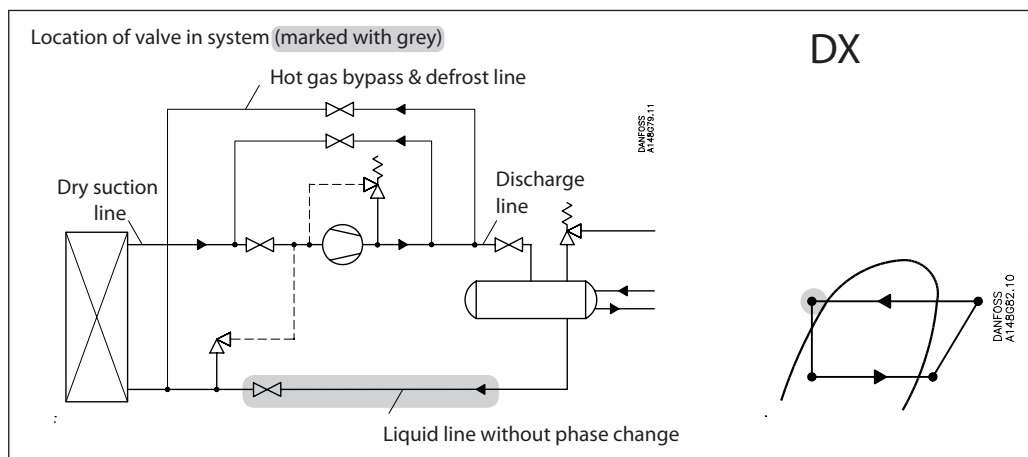 Location of valve in system (marked with grey)
DX
Hot gas bypass & defrost line
DANFOSS
A148G79.11
Dry suction
line
Discharge
line
DANFOSS
A148G82.10
Liquid line without phase change